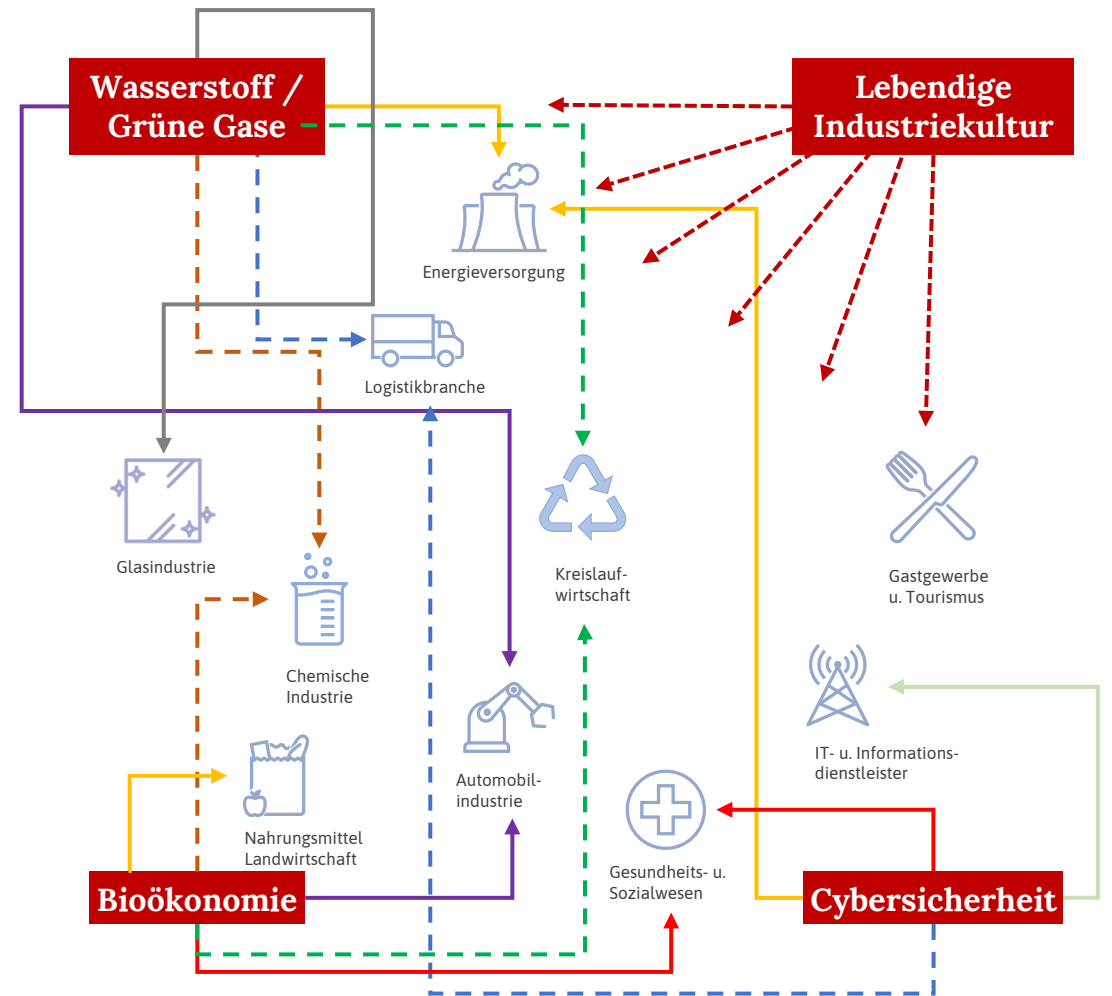 Wasserstoff /
Grüne Gase
Lebendige
Industriekultur
Energieversorgung
Logistikbranche
Glasindustrie
Kreislauf-
wirtschaft
Gastgewerbe
u. Tourismus
Chemische
Industrie
IT- u. Informations-
dienstleister
Automobil-
industrie
Nahrungsmittel
Landwirtschaft
Gesundheits- u.
Sozialwesen
Bioökonomie
Cybersicherheit